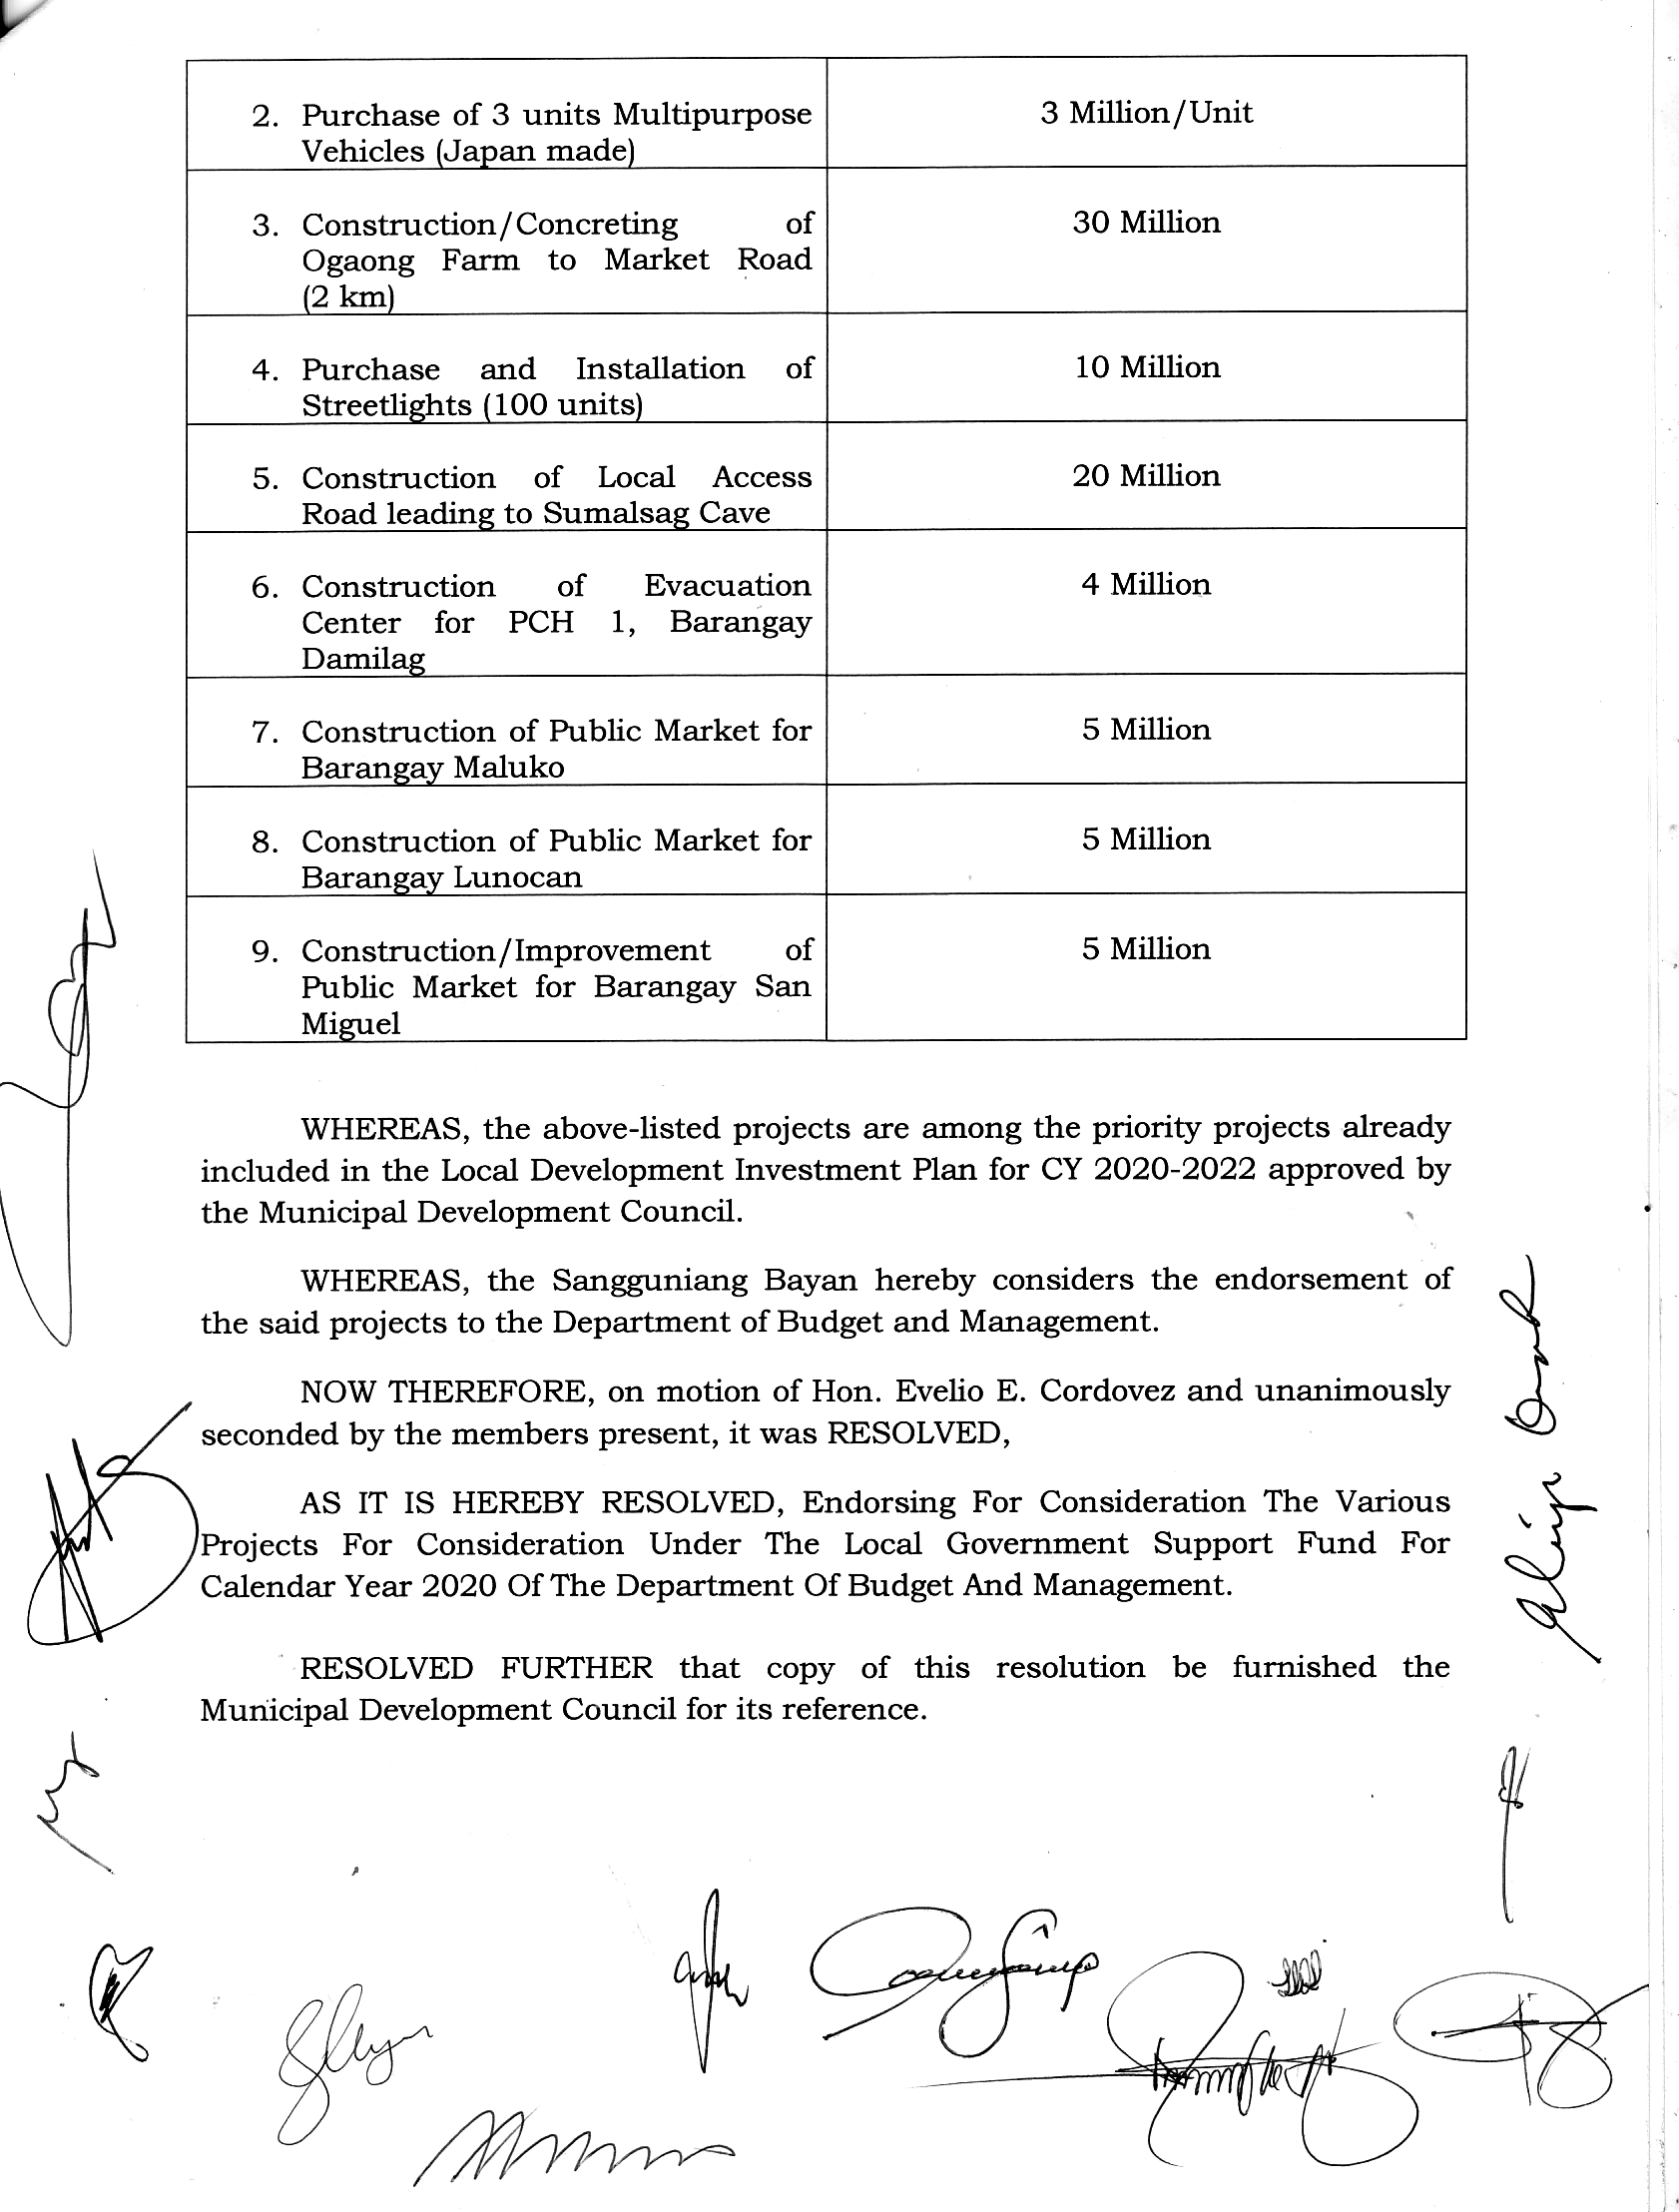 2. Purchase of 3 units Multipurpose
Vehicles (Japan made)
3 Million/Unit
3. Construction/Concreting of
Ogaong Farm to Market Road
(2 km)
30 Million
4. Purchase and Installation of
Streetlights (100 units)
10 Million
5. Construction of Local Access
Road leading to Sumalsag Cave
20 Million
6. Construction of Evacuation
Center for PCH 1, Barangay
Damilag
4 Million
7. Construction of Public Market for
Barangay Maluko
5 Million
8. Construction of Public Market for
Barangay Lunocan
5 Million
9. Construction/Improvement of
Public Market for Barangay San
Miguel
5 Million
WHEREAS, the above-listed projects are among the priority projects already
included in the Local Development Investment Plan for CY 2020-2022 approved by
the Municipal Development Council.
WHEREAS, the Sangguniang Bayan hereby considers the endorsement of
the said projects to the Department of Budget and Management.
NOW THEREFORE, on motion of Hon. Evelio E. Cordovez and unanimously
seconded by the members present, it was RESOLVED,
AS IT IS HEREBY RESOLVED, Endorsing For Consideration The Various
Projects For Consideration Under The Local Government Support Fund For
Calendar Year 2020 Of The Department Of Budget And Management.
RESOLVED FURTHER that copy of this resolution be furnished the
Municipal Development Council for its reference.